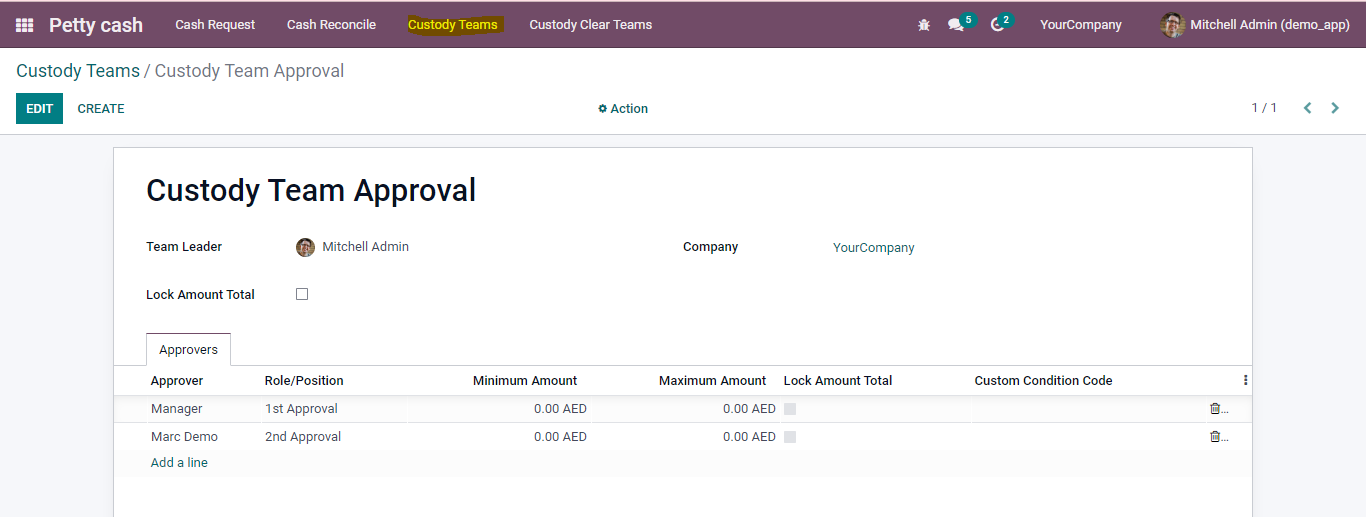 Petty cash Cash Request Cash Reconcile Custody Teams Custody Clear Teams 5 2 YourCompany Mitchell Admin (demo_app)
Custody Teams / Custody Team Approval
EDIT CREATE Action 1 / 1
Custody Team Approval
Team Leader Mitchell Admin Company YourCompany
Lock Amount Total
Approvers
Approver Role/Position Minimum Amount Maximum Amount Lock Amount Total Custom Condition Code
Manager 1st Approval 0.00 AED 0.00 AED ...
Marc Demo 2nd Approval 0.00 AED 0.00 AED ...
Add a line